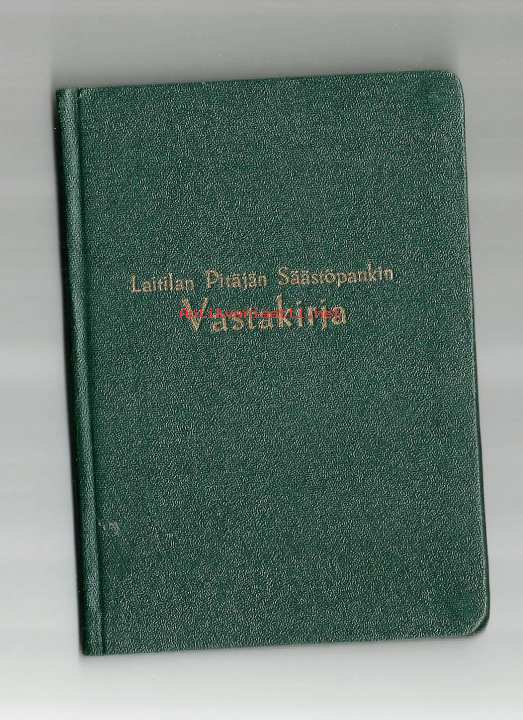 Laitilan Pitäjän Säästöpankin
Vastakirja